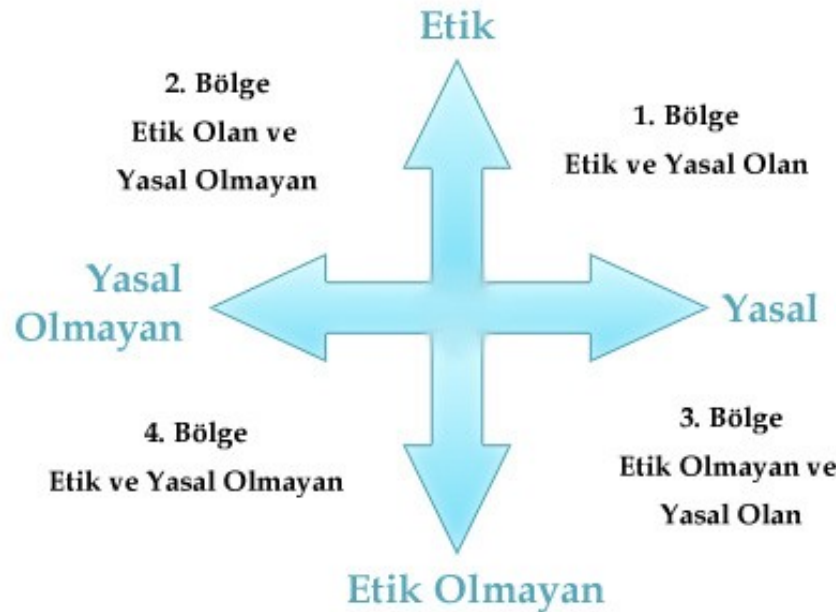 Etik
2. Bölge
Etik Olan ve
Yasal Olmayan
1. Bölge
Etik ve Yasal Olan
Yasal
Olmayan
Yasal
4. Bölge
Etik ve Yasal Olmayan
3. Bölge
Etik Olmayan ve
Yasal Olan
Etik Olmayan